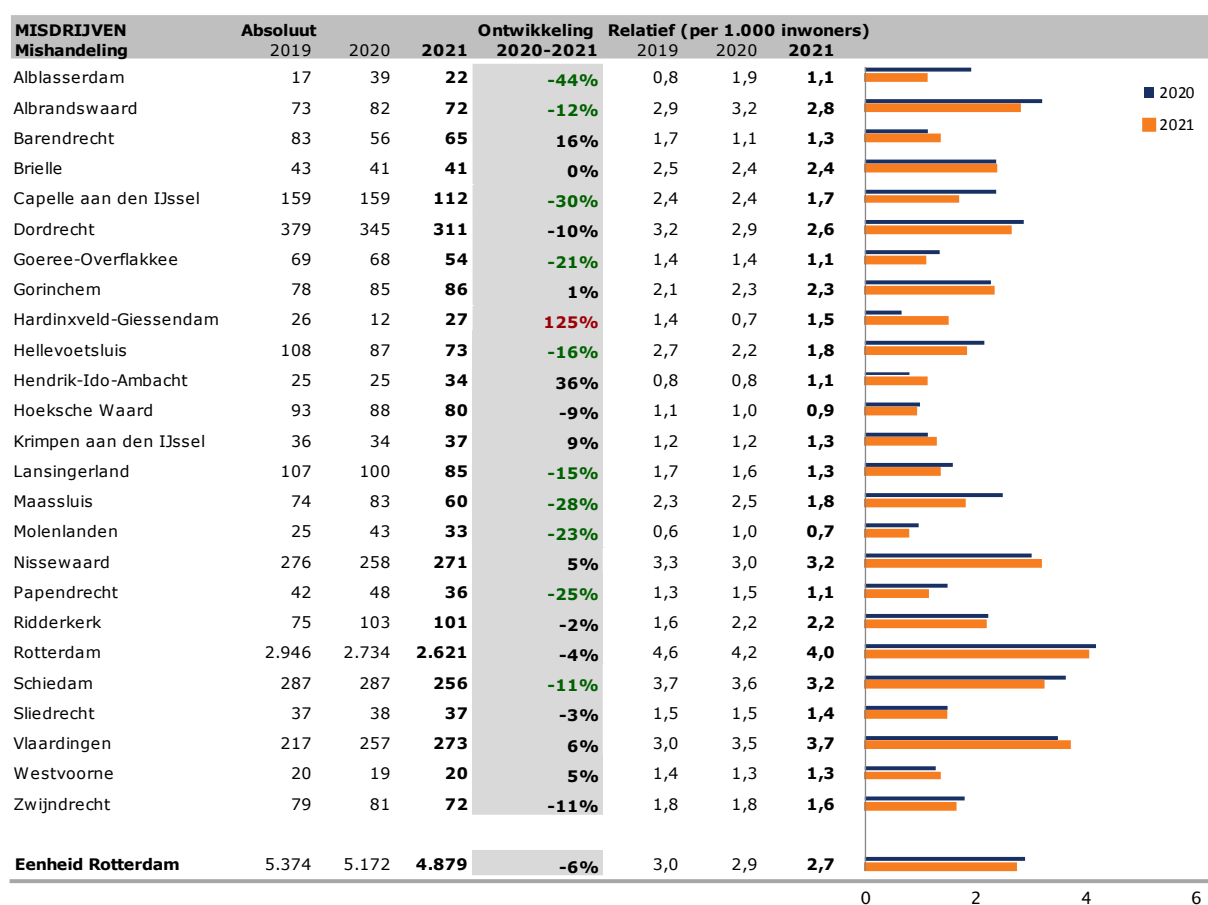 MISDRIJVEN Absoluut Ontwikkeling Relatief (per 1.000 inwoners)
Mishandeling 2019 2020 2021 2020-2021 2019 2020 2021
Alblasserdam 17 39 22 -44% 0,8 1,9 1,1
2020
Albrandswaard 73 82 72 -12% 2,9 3,2 2,8
2021
Barendrecht 83 56 65 16% 1,7 1,1 1,3
Brielle 43 41 41 0% 2,5 2,4 2,4
Capelle aan den IJssel 159 159 112 -30% 2,4 2,4 1,7
Dordrecht 379 345 311 -10% 3,2 2,9 2,6
Goeree-Overflakkee 69 68 54 -21% 1,4 1,4 1,1
Gorinchem 78 85 86 1% 2,1 2,3 2,3
Hardinxveld-Giessendam 26 12 27 125% 1,4 0,7 1,5
Hellevoetsluis 108 87 73 -16% 2,7 2,2 1,8
Hendrik-Ido-Ambacht 25 25 34 36% 0,8 0,8 1,1
Hoeksche Waard 93 88 80 -9% 1,1 1,0 0,9
Krimpen aan den IJssel 36 34 37 9% 1,2 1,2 1,3
Lansingerland 107 100 85 -15% 1,7 1,6 1,3
Maassluis 74 83 60 -28% 2,3 2,5 1,8
Molenlanden 25 43 33 -23% 0,6 1,0 0,7
Nissewaard 276 258 271 5% 3,3 3,0 3,2
Papendrecht 42 48 36 -25% 1,3 1,5 1,1
Ridderkerk 75 103 101 -2% 1,6 2,2 2,2
Rotterdam 2.946 2.734 2.621 -4% 4,6 4,2 4,0
Schiedam 287 287 256 -11% 3,7 3,6 3,2
Sliedrecht 37 38 37 -3% 1,5 1,5 1,4
Vlaardingen 217 257 273 6% 3,0 3,5 3,7
Westvoorne 20 19 20 5% 1,4 1,3 1,3
Zwijndrecht 79 81 72 -11% 1,8 1,8 1,6
Eenheid Rotterdam 5.374 5.172 4.879 -6% 3,0 2,9 2,7
0 2 4 6